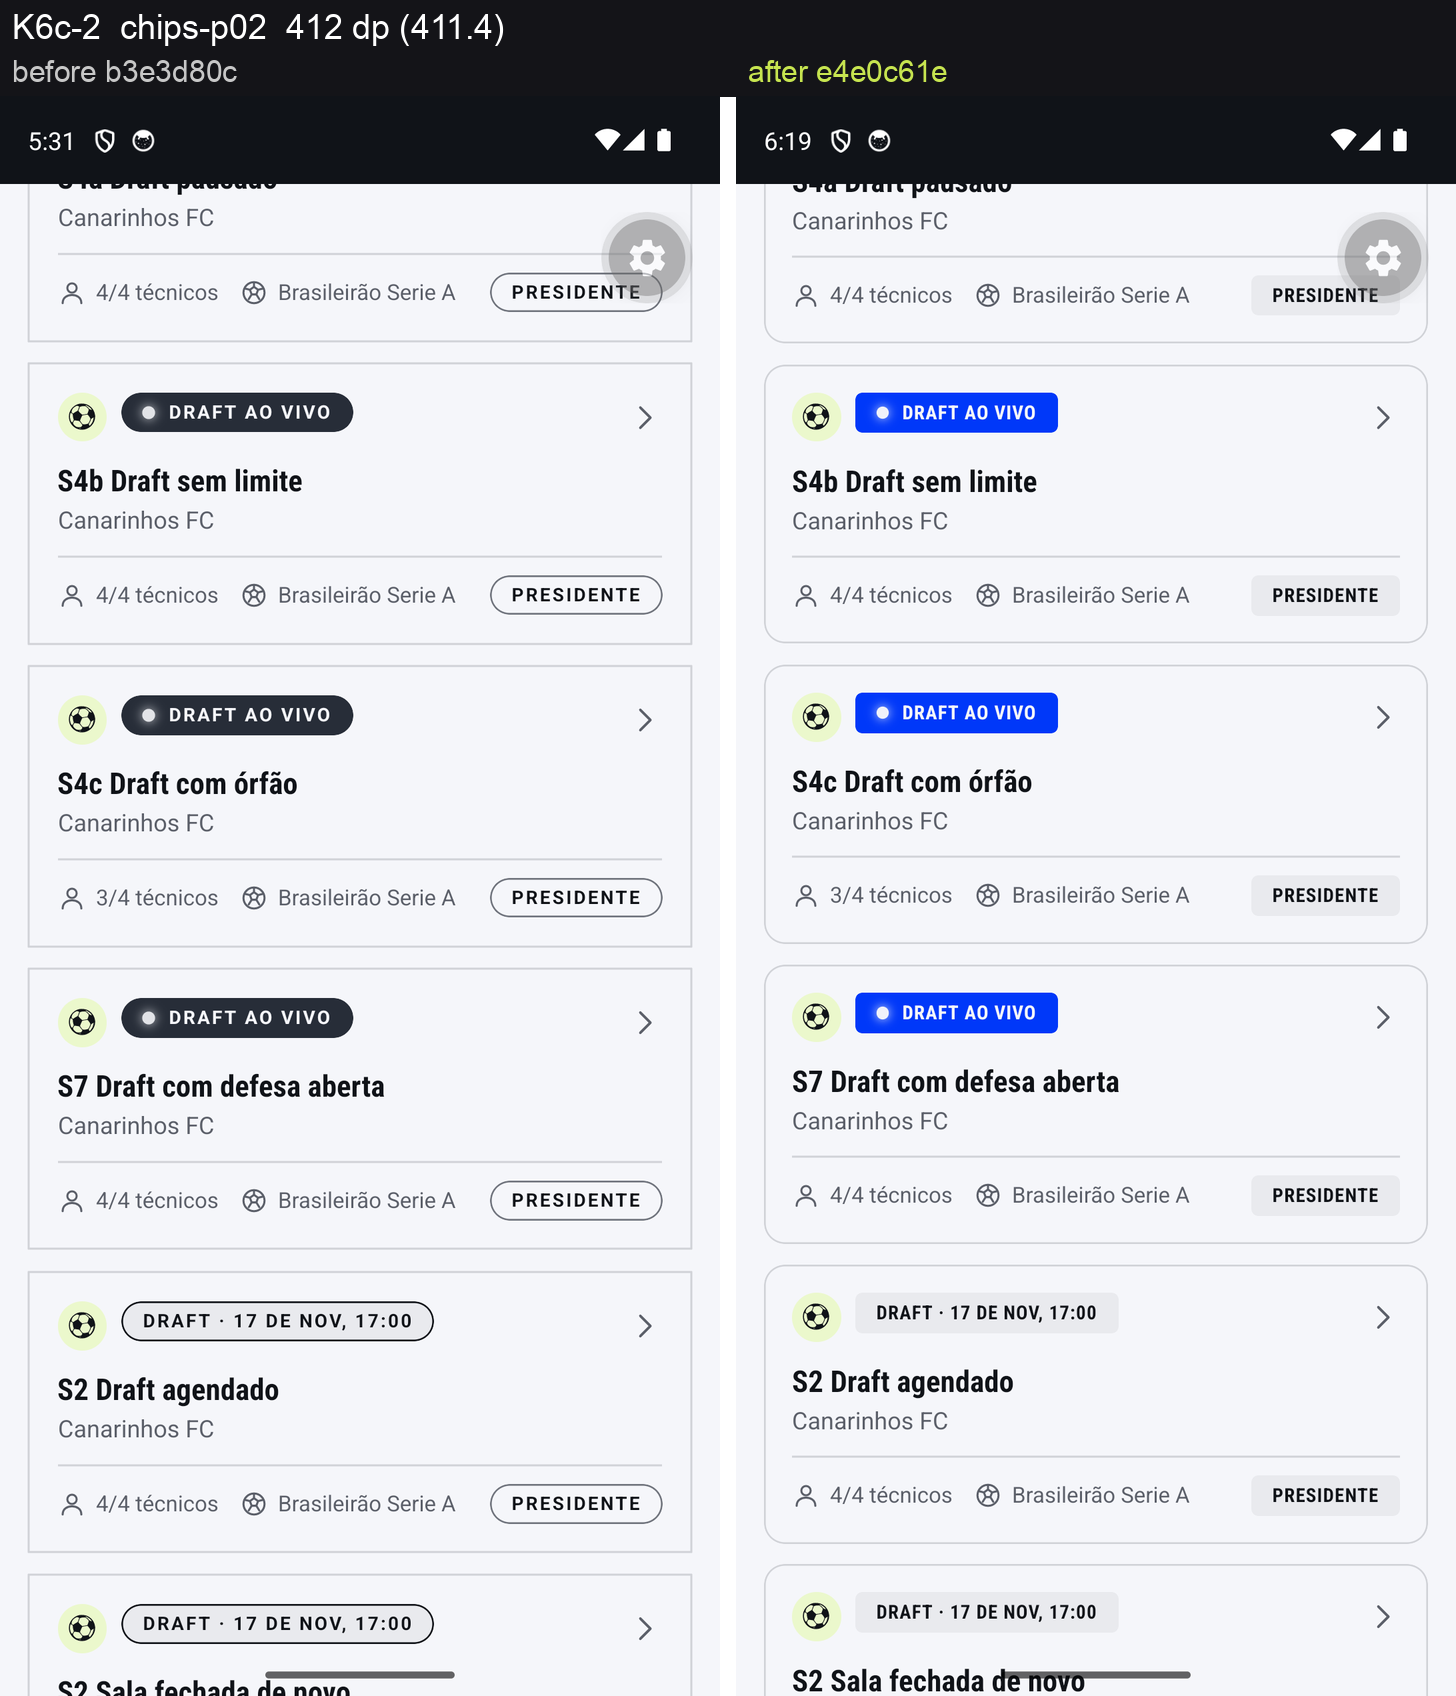 K6c-2 chips-p02 412 dp (411.4)
before b3e3d80c
after e4e0c61e
5:31
S4a Draft pausado
Canarinhos FC
4/4 técnicos Brasileirão Serie A PRESIDENTE
DRAFT AO VIVO
S4b Draft sem limite
Canarinhos FC
4/4 técnicos Brasileirão Serie A PRESIDENTE
DRAFT AO VIVO
S4c Draft com órfão
Canarinhos FC
3/4 técnicos Brasileirão Serie A PRESIDENTE
DRAFT AO VIVO
S7 Draft com defesa aberta
Canarinhos FC
4/4 técnicos Brasileirão Serie A PRESIDENTE
DRAFT · 17 DE NOV, 17:00
S2 Draft agendado
Canarinhos FC
4/4 técnicos Brasileirão Serie A PRESIDENTE
DRAFT · 17 DE NOV, 17:00
S2 Sala fechada de novo
6:19
S4a Draft pausado
Canarinhos FC
4/4 técnicos Brasileirão Serie A PRESIDENTE
DRAFT AO VIVO
S4b Draft sem limite
Canarinhos FC
4/4 técnicos Brasileirão Serie A PRESIDENTE
DRAFT AO VIVO
S4c Draft com órfão
Canarinhos FC
3/4 técnicos Brasileirão Serie A PRESIDENTE
DRAFT AO VIVO
S7 Draft com defesa aberta
Canarinhos FC
4/4 técnicos Brasileirão Serie A PRESIDENTE
DRAFT · 17 DE NOV, 17:00
S2 Draft agendado
Canarinhos FC
4/4 técnicos Brasileirão Serie A PRESIDENTE
DRAFT · 17 DE NOV, 17:00
S2 Sala fechada de novo